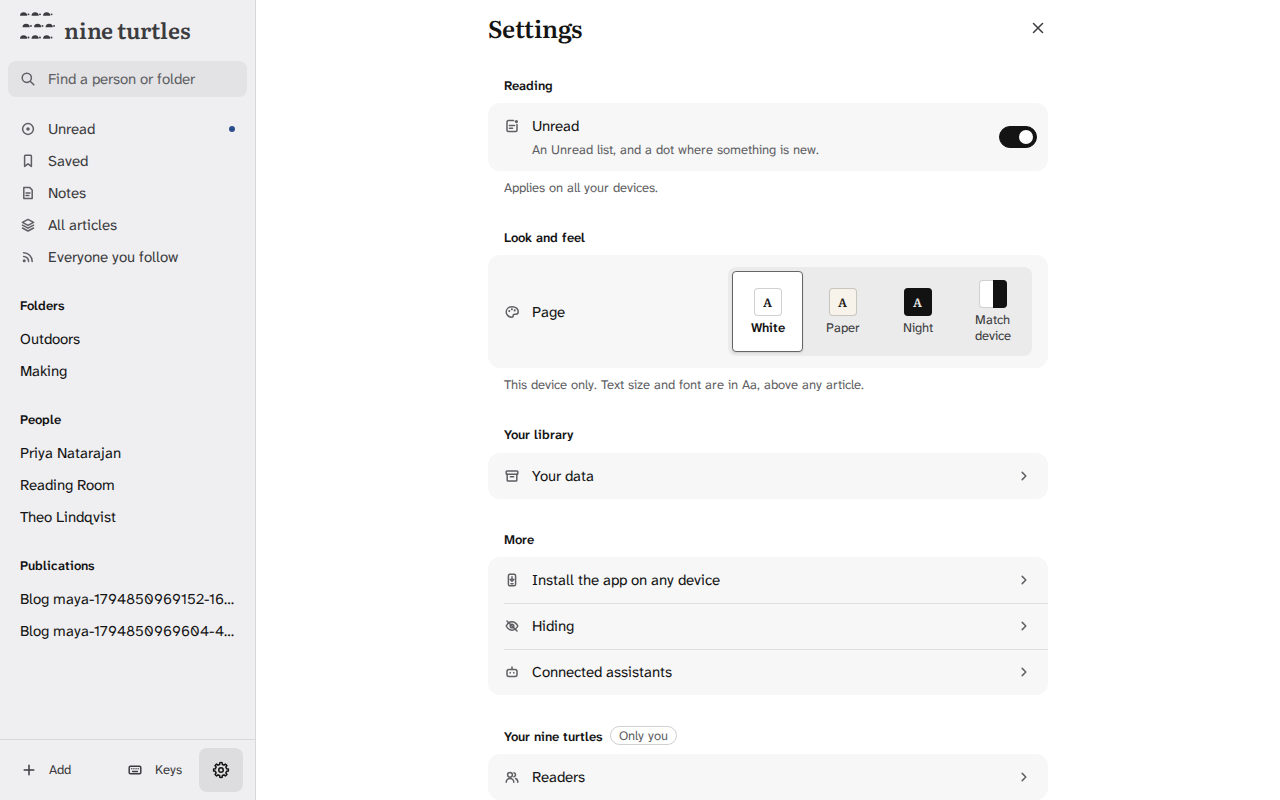 nine turtles
Find a person or folder
Unread
Saved
Notes
All articles
Everyone you follow
Folders
Outdoors
Making
People
Priya Natarajan
Reading Room
Theo Lindqvist
Publications
Blog maya-1794850969152-16...
Blog maya-1794850969604-4...
Add
Keys
Settings
Reading
Unread
An Unread list, and a dot where something is new.
Applies on all your devices.
Look and feel
Page
A
White
A
Paper
A
Night
Match
device
This device only. Text size and font are in Aa, above any article.
Your library
Your data
More
Install the app on any device
Hiding
Connected assistants
Your nine turtles Only you
Readers